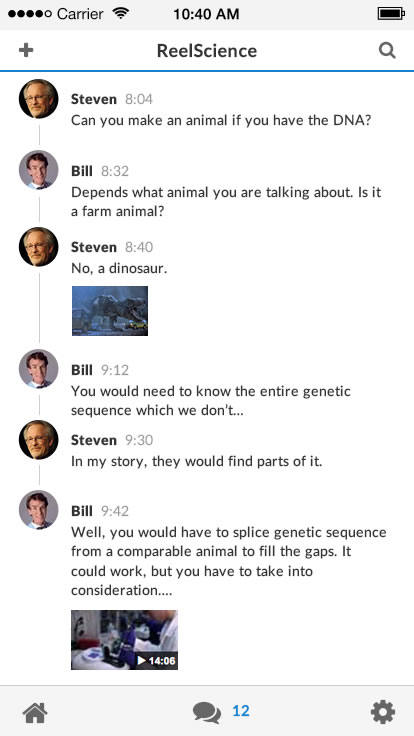 Carrier 10:40 AM
ReelScience
Steven 8:04
Can you make an animal if you have the DNA?
Bill 8:32
Depends what animal you are talking about. Is it
a farm animal?
Steven 8:40
No, a dinosaur.
Bill 9:12
You would need to know the entire genetic
sequence which we don't...
Steven 9:30
In my story, they would find parts of it.
Bill 9:42
Well, you would have to splice genetic sequence
from a comparable animal to fill the gaps. It
could work, but you have to take into
consideration....
14:06
12